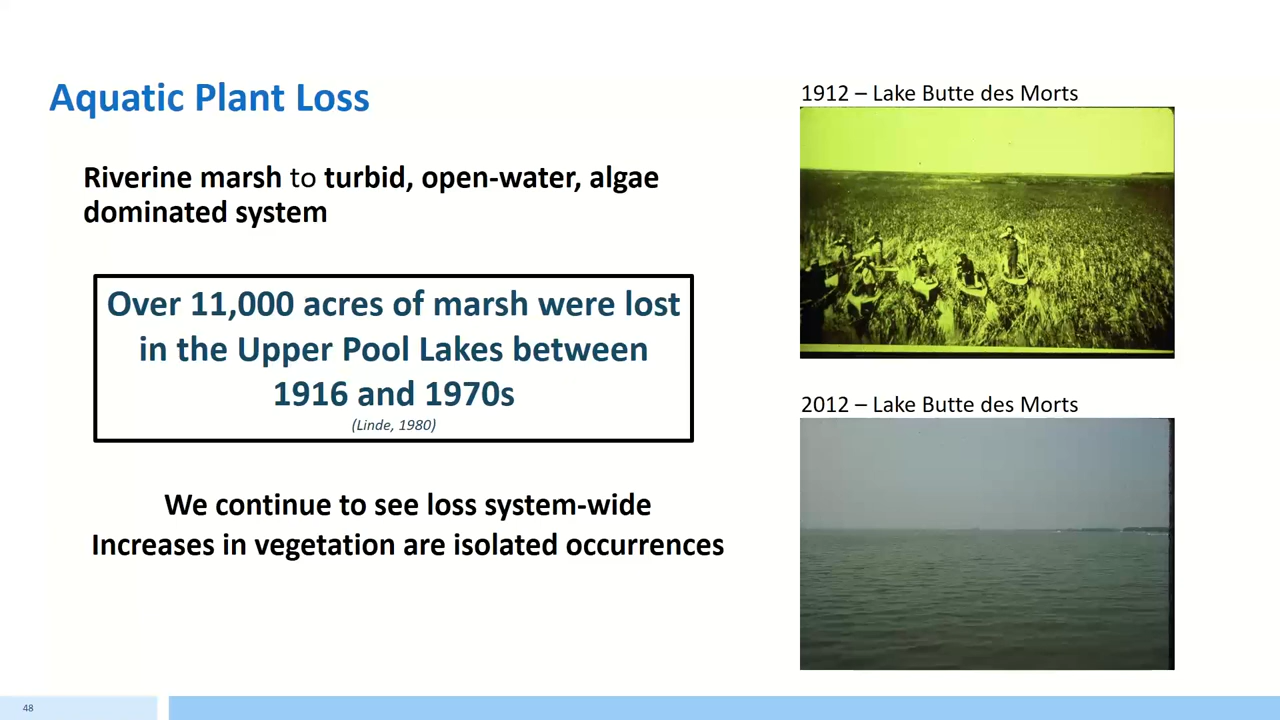 Aquatic Plant Loss
Riverine marsh to turbid, open-water, algae
dominated system
Over 11,000 acres of marsh were lost
in the Upper Pool Lakes between
1916 and 1970s
(Linde, 1980)
We continue to see loss system-wide
Increases in vegetation are isolated occurrences
1912 – Lake Butte des Morts
2012 – Lake Butte des Morts
48